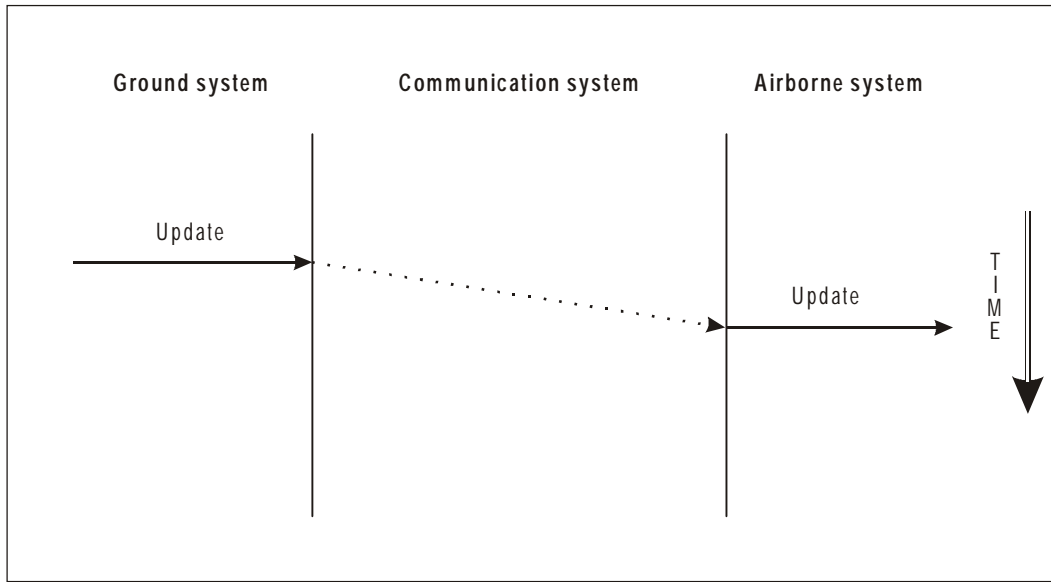 Ground system
Communication system
Airborne system
Update
Update
T
I
M
E